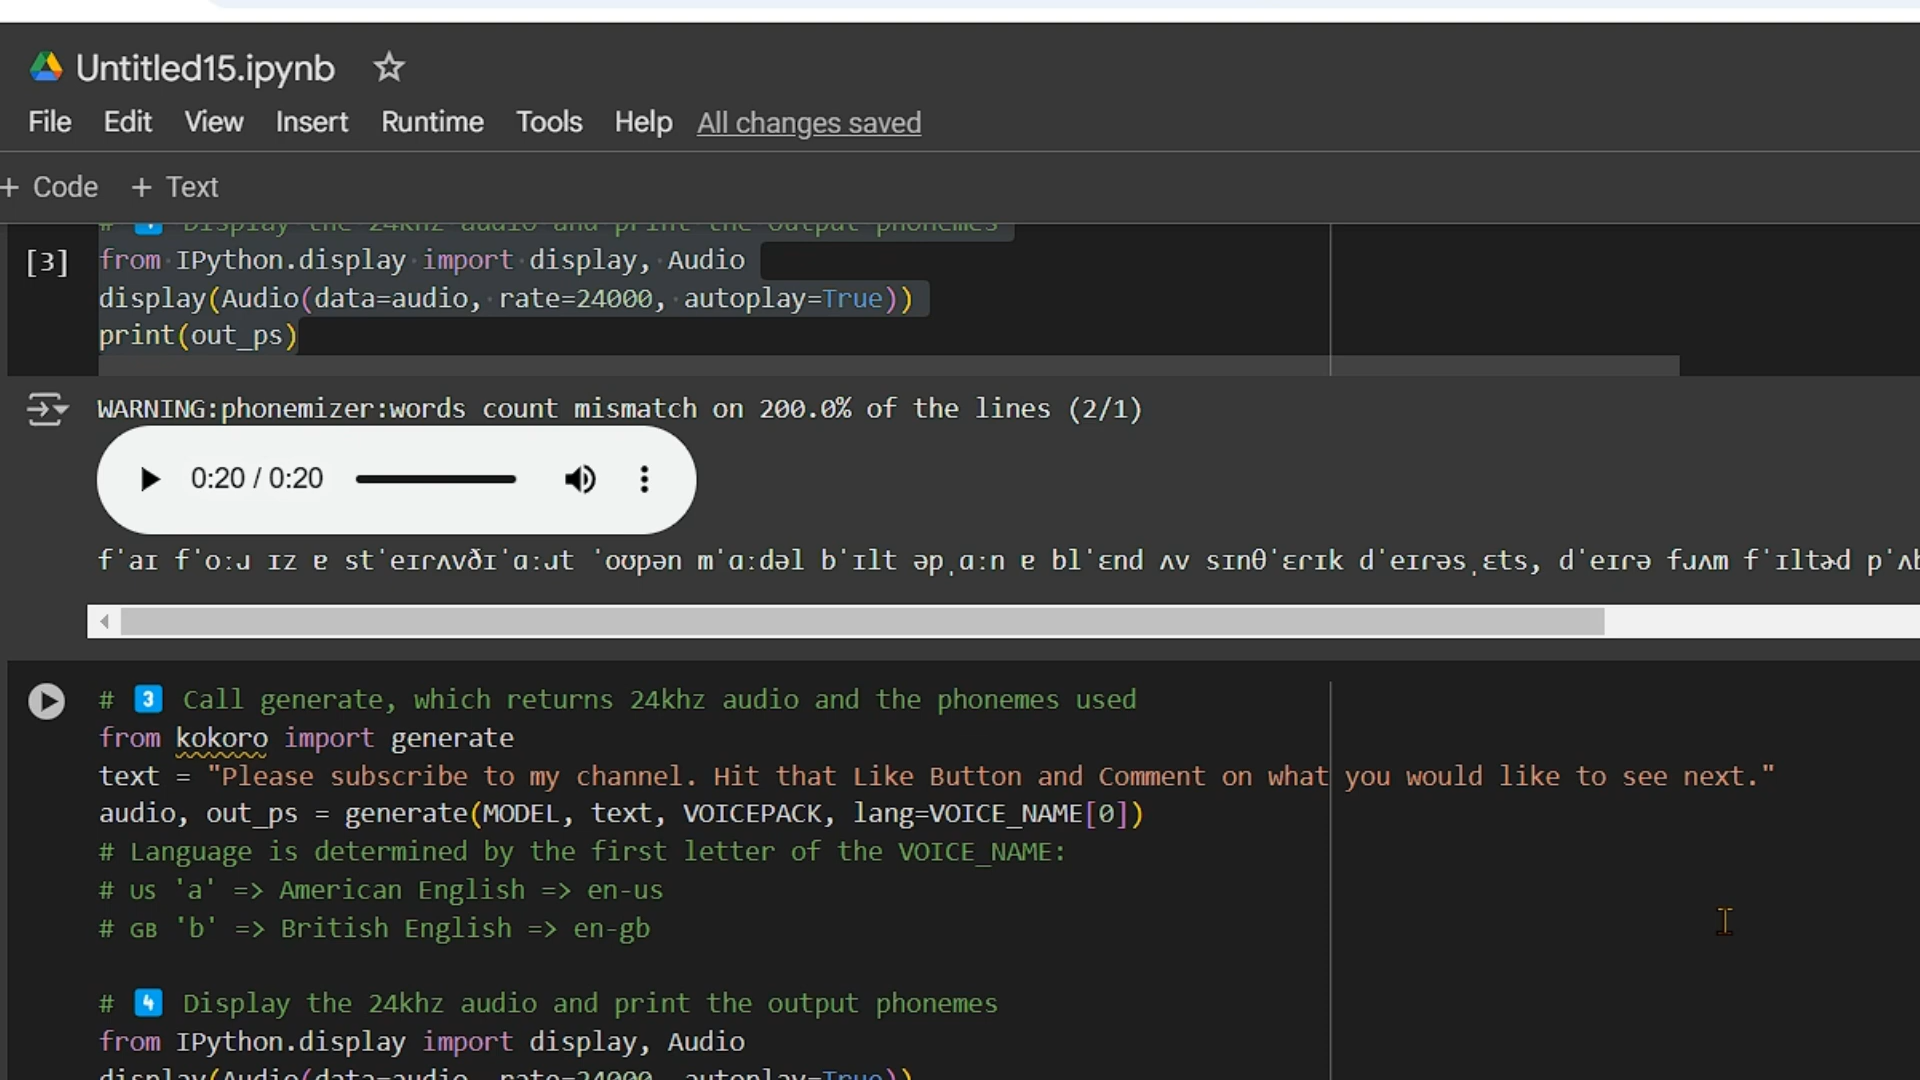 Untitled15.ipynb
File Edit View Insert Runtime Tools Help All changes saved
+ Code + Text
# 4️⃣ Display the 24khz audio and print the output phonemes
[3] from IPython.display import display, Audio
display(Audio(data=audio, rate=24000, autoplay=True))
print(out_ps)
WARNING:phonemizer:words count mismatch on 200.0% of the lines (2/1)
0:20 / 0:20
fˈaɪ fˈoːɹ ɪz ɐ stˈeɪɾʌvðɪˈɑːɹt ˈoʊpən mˈɑːdəl bˈɪlt əpˌɑːn ɐ blˈɛnd ʌv sɪnθˈɛɾɪk dˈeɪɾəsˌɛts, dˈeɪɾə fɹʌm fˈɪltɚd pˈʌb
# 3️⃣ Call generate, which returns 24khz audio and the phonemes used
from kokoro import generate
text = "Please subscribe to my channel. Hit that Like Button and Comment on what you would like to see next."
audio, out_ps = generate(MODEL, text, VOICEPACK, lang=VOICE_NAME[0])
# Language is determined by the first letter of the VOICE_NAME:
# US 'a' => American English => en-us
# GB 'b' => British English => en-gb
# 4️⃣ Display the 24khz audio and print the output phonemes
from IPython.display import display, Audio
display(Audio(data=audio, rate=24000, autoplay=True))